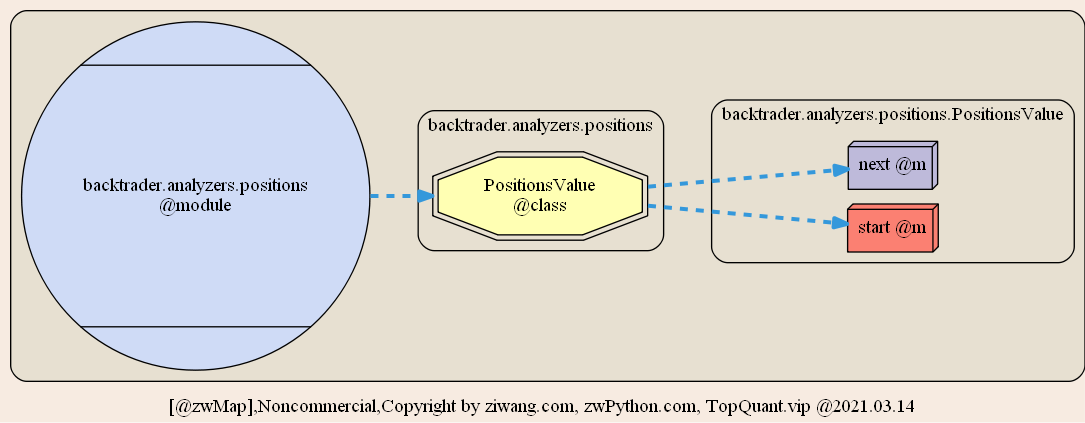 backtrader.analyzers.positions
@module
backtrader.analyzers.positions
PositionsValue
@class
backtrader.analyzers.positions.PositionsValue
next @m
start @m
[@zwMap],Noncommercial,Copyright by ziwang.com, zwPython.com, TopQuant.vip @2021.03.14